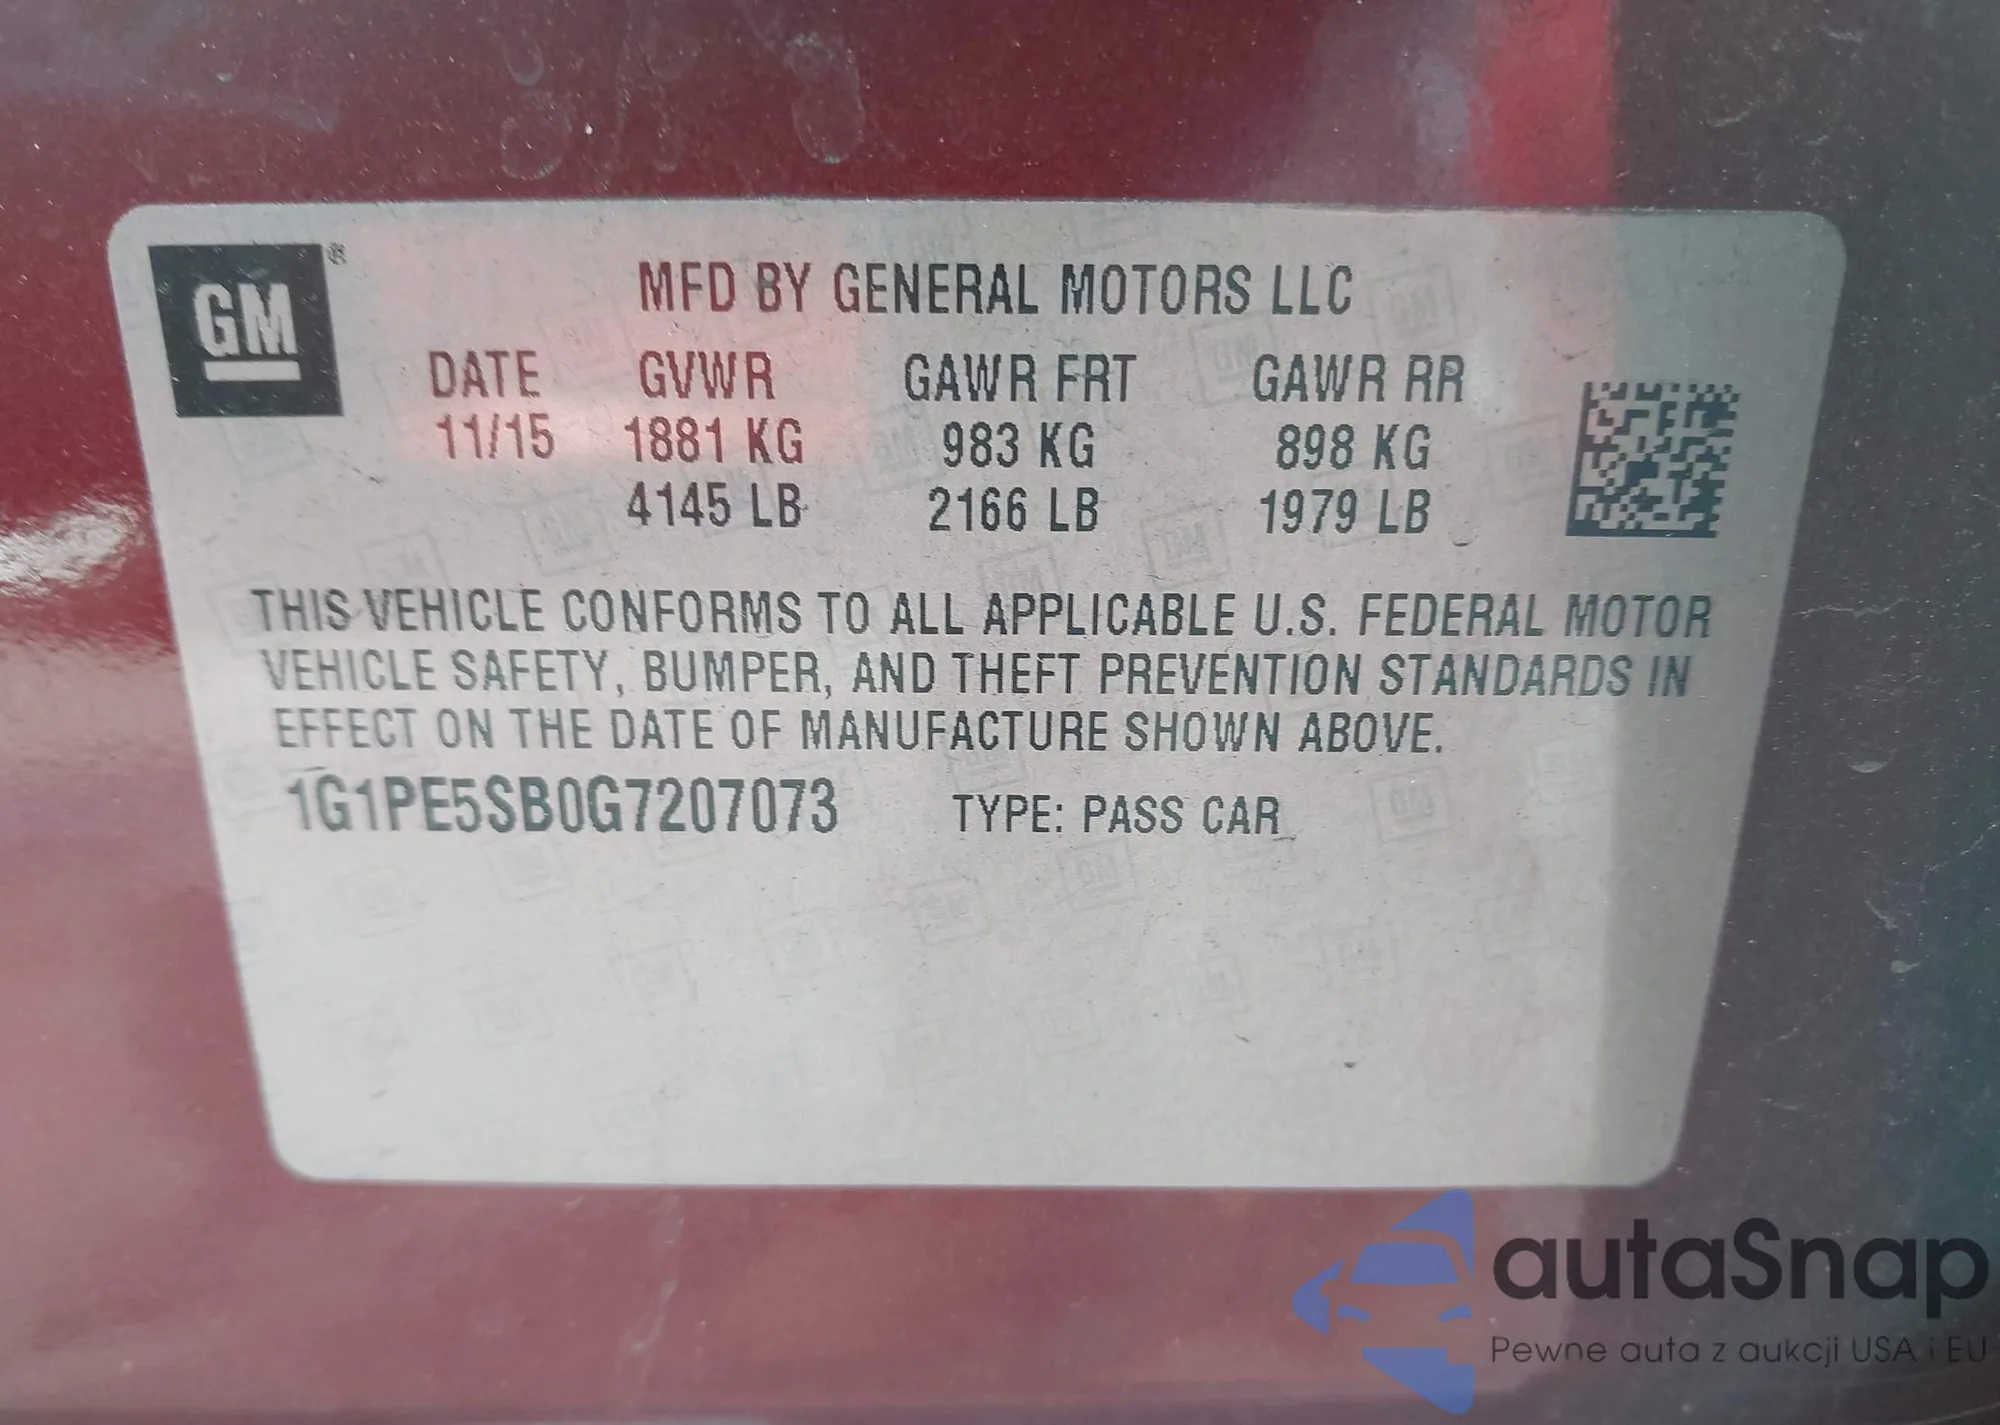 GM®
MFD BY GENERAL MOTORS LLC
DATE GVWR GAWR FRT GAWR RR
11/15 1881 KG 983 KG 898 KG
4145 LB 2166 LB 1979 LB
THIS VEHICLE CONFORMS TO ALL APPLICABLE U.S. FEDERAL MOTOR
VEHICLE SAFETY, BUMPER, AND THEFT PREVENTION STANDARDS IN
EFFECT ON THE DATE OF MANUFACTURE SHOWN ABOVE.
1G1PE5SB0G7207073 TYPE: PASS CAR
autaSnap
Pewne auta z aukcji USA i EU